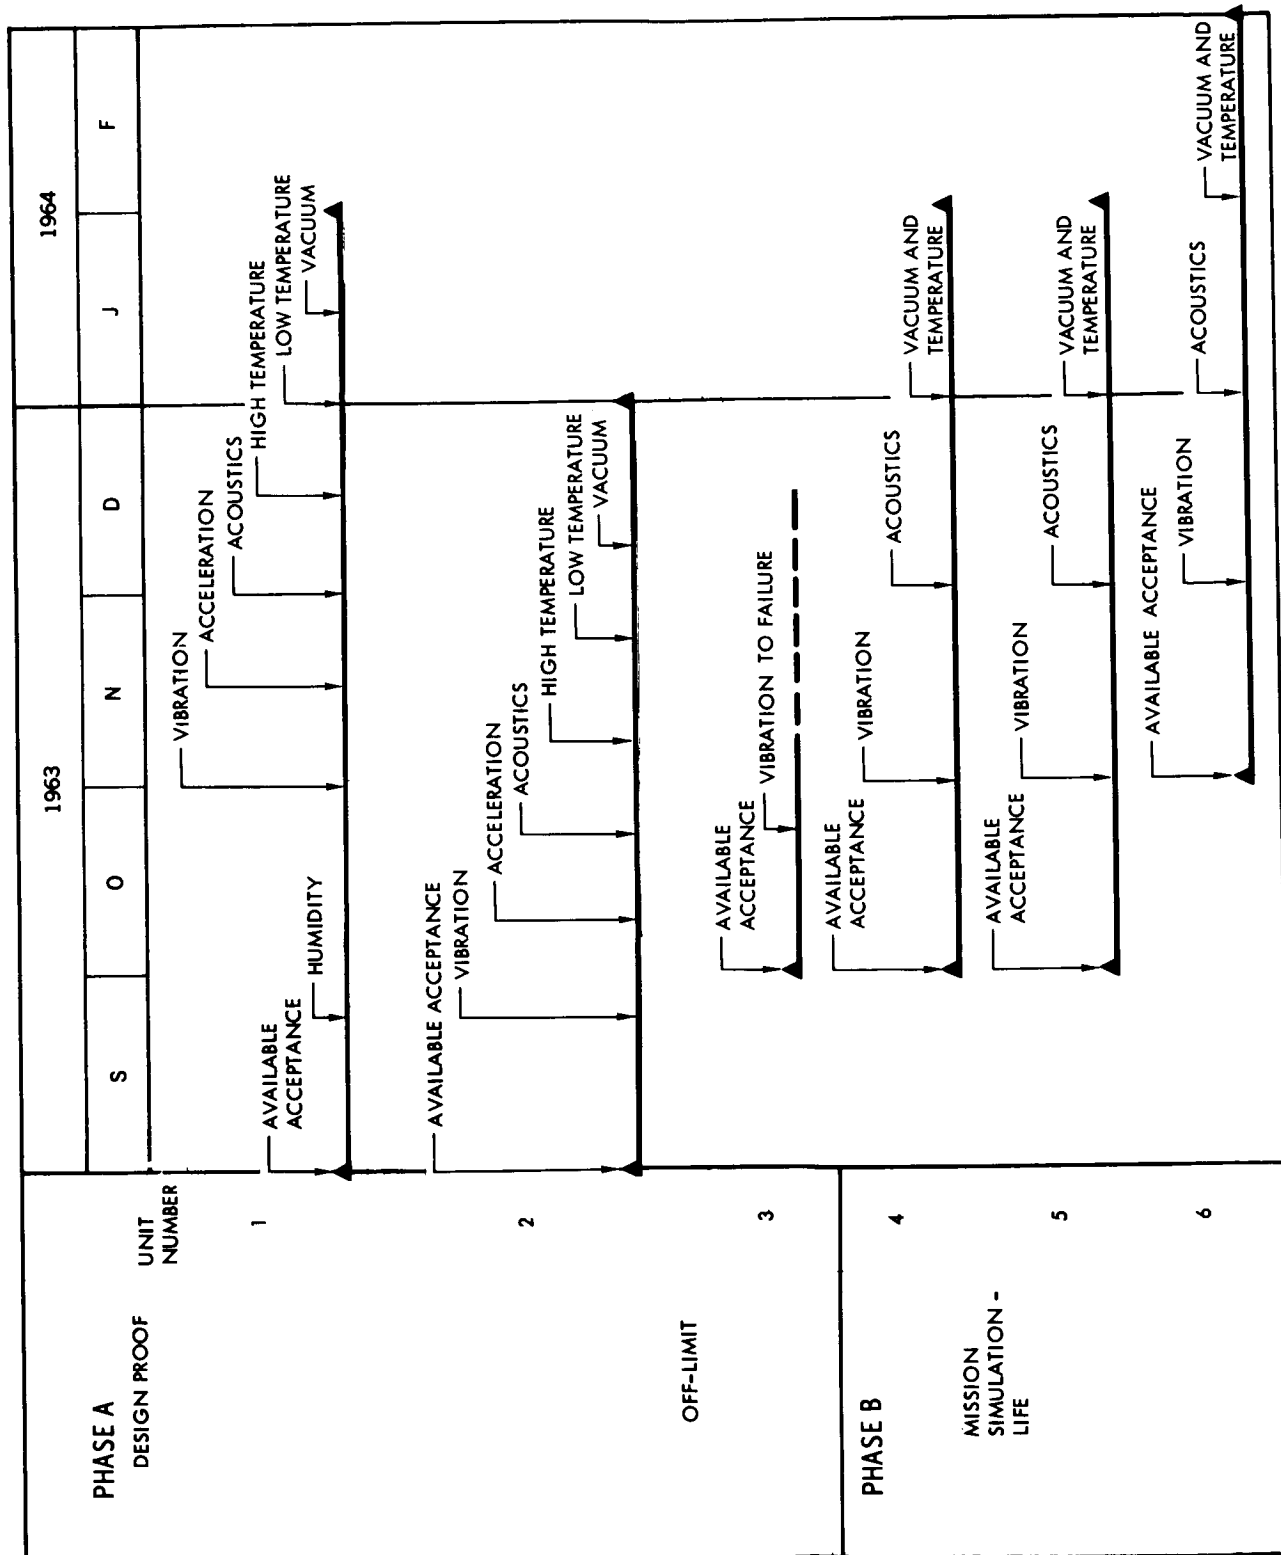 1963
1964
S
O
N
D
J
F
PHASE A
DESIGN PROOF
UNIT
NUMBER
1
AVAILABLE
ACCEPTANCE
HUMIDITY
VIBRATION
ACCELERATION
ACOUSTICS
HIGH TEMPERATURE
LOW TEMPERATURE
VACUUM
2
AVAILABLE ACCEPTANCE
VIBRATION
ACCELERATION
ACOUSTICS
HIGH TEMPERATURE
LOW TEMPERATURE
VACUUM
OFF-LIMIT
3
AVAILABLE
ACCEPTANCE
VIBRATION TO FAILURE
PHASE B
MISSION
SIMULATION -
LIFE
4
AVAILABLE
ACCEPTANCE
VIBRATION
ACOUSTICS
VACUUM AND
TEMPERATURE
5
AVAILABLE
ACCEPTANCE
VIBRATION
ACOUSTICS
VACUUM AND
TEMPERATURE
6
AVAILABLE ACCEPTANCE
VIBRATION
ACOUSTICS
VACUUM AND
TEMPERATURE